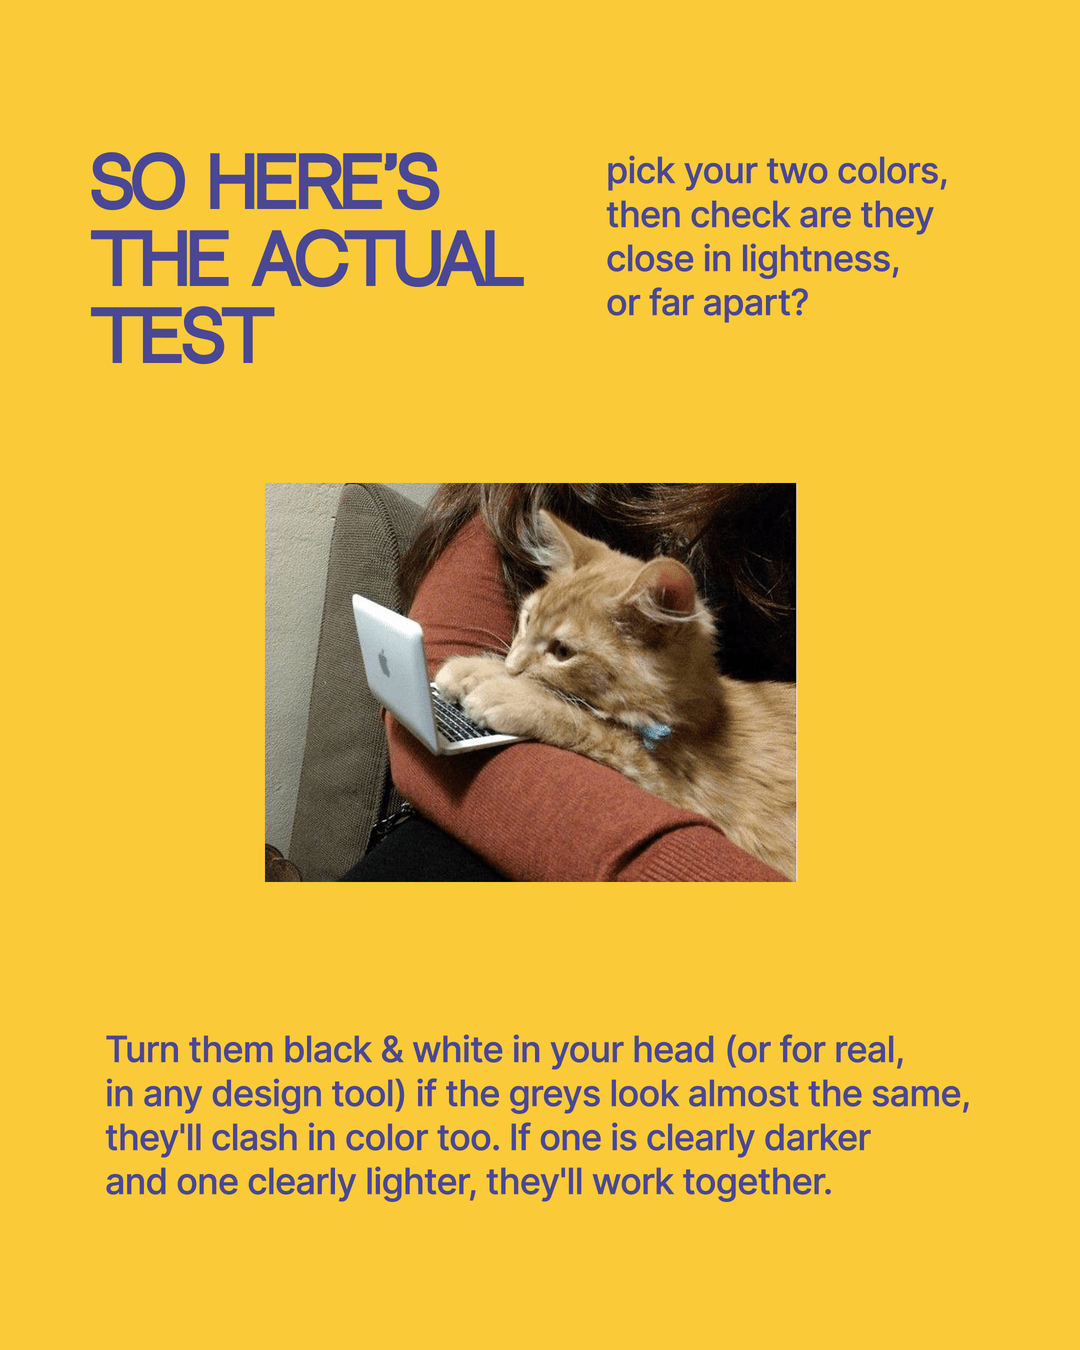 SO HERE’S
THE ACTUAL
TEST
pick your two colors,
then check are they
close in lightness,
or far apart?
Turn them black & white in your head (or for real,
in any design tool) if the greys look almost the same,
they'll clash in color too. If one is clearly darker
and one clearly lighter, they'll work together.